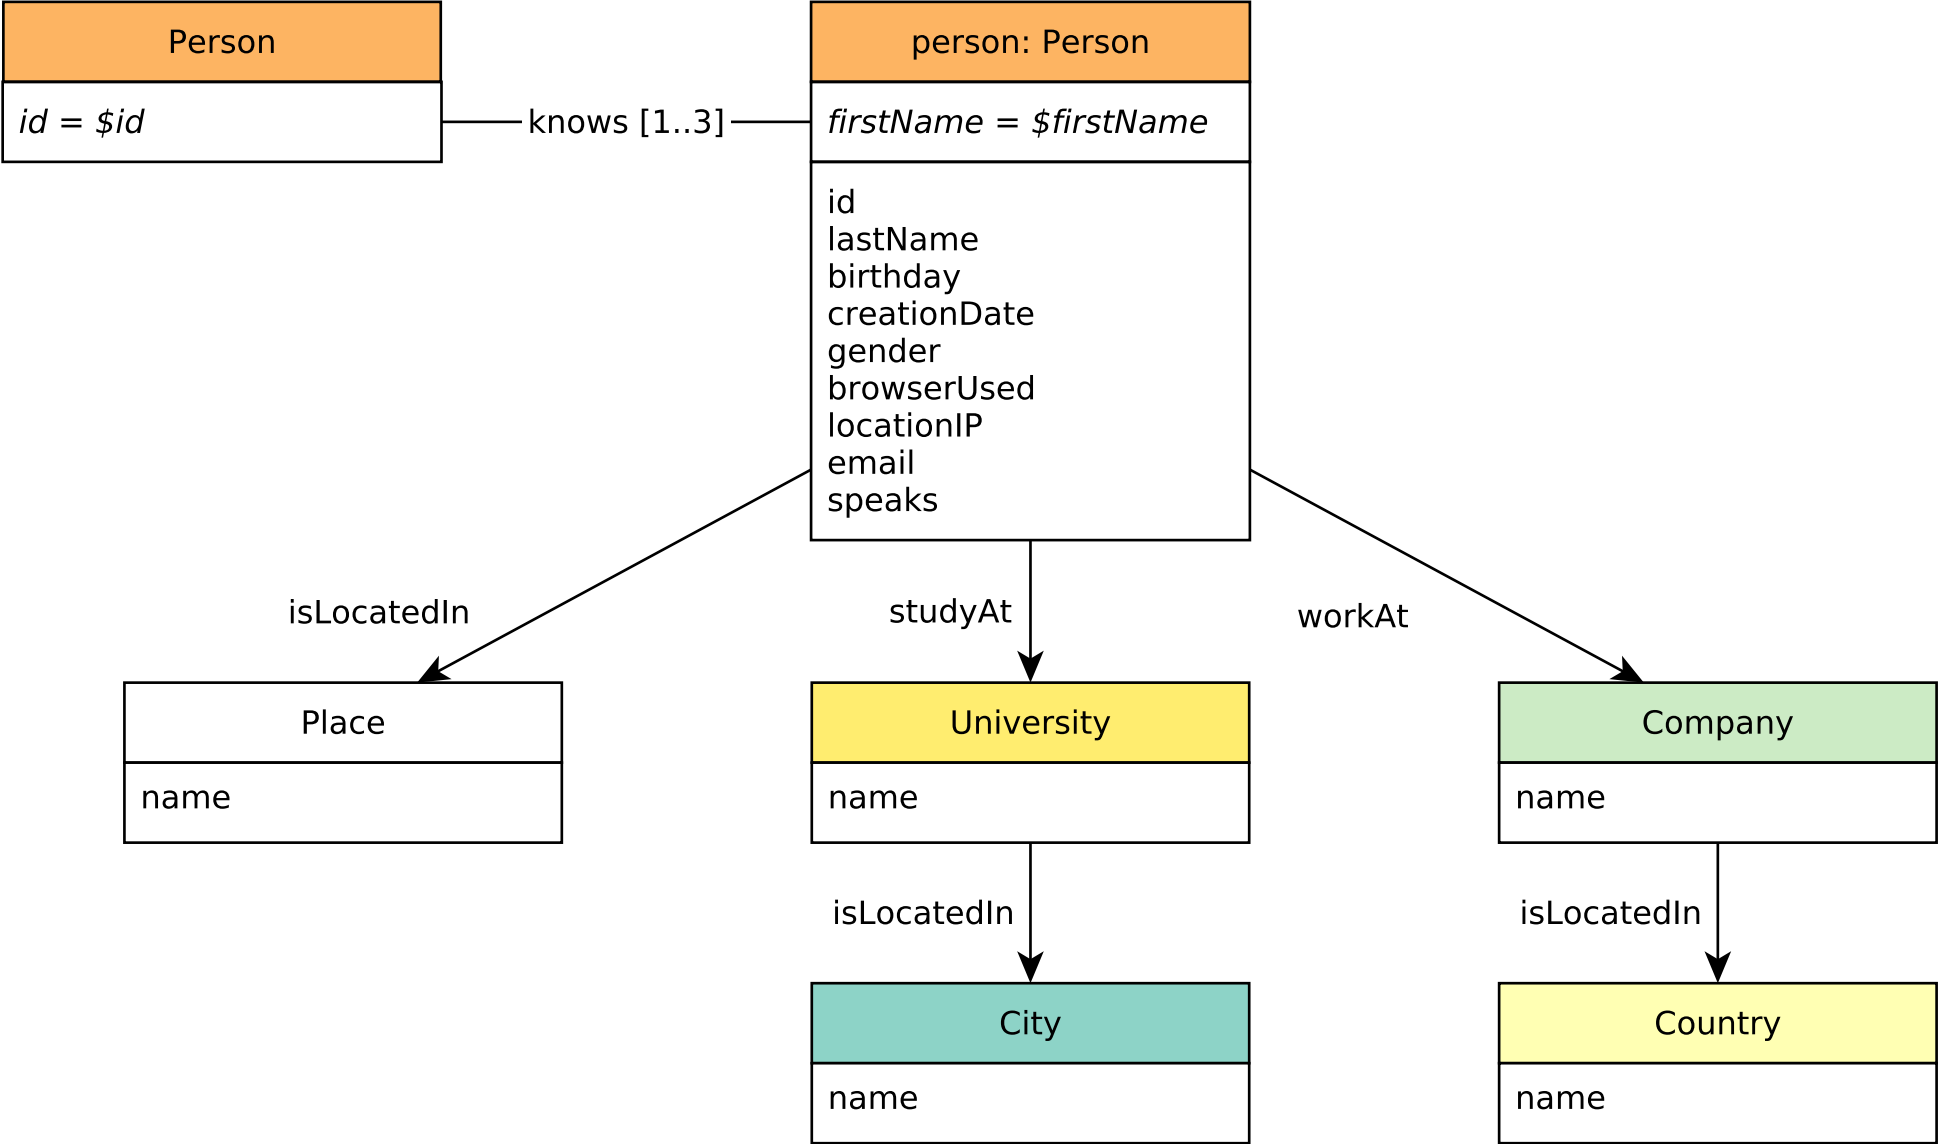 Person
id = $id
knows [1..3]
person: Person
firstName = $firstName
id
lastName
birthday
creationDate
gender
browserUsed
locationIP
email
speaks
isLocatedIn
studyAt
workAt
Place
name
University
name
Company
name
isLocatedIn
isLocatedIn
City
name
Country
name